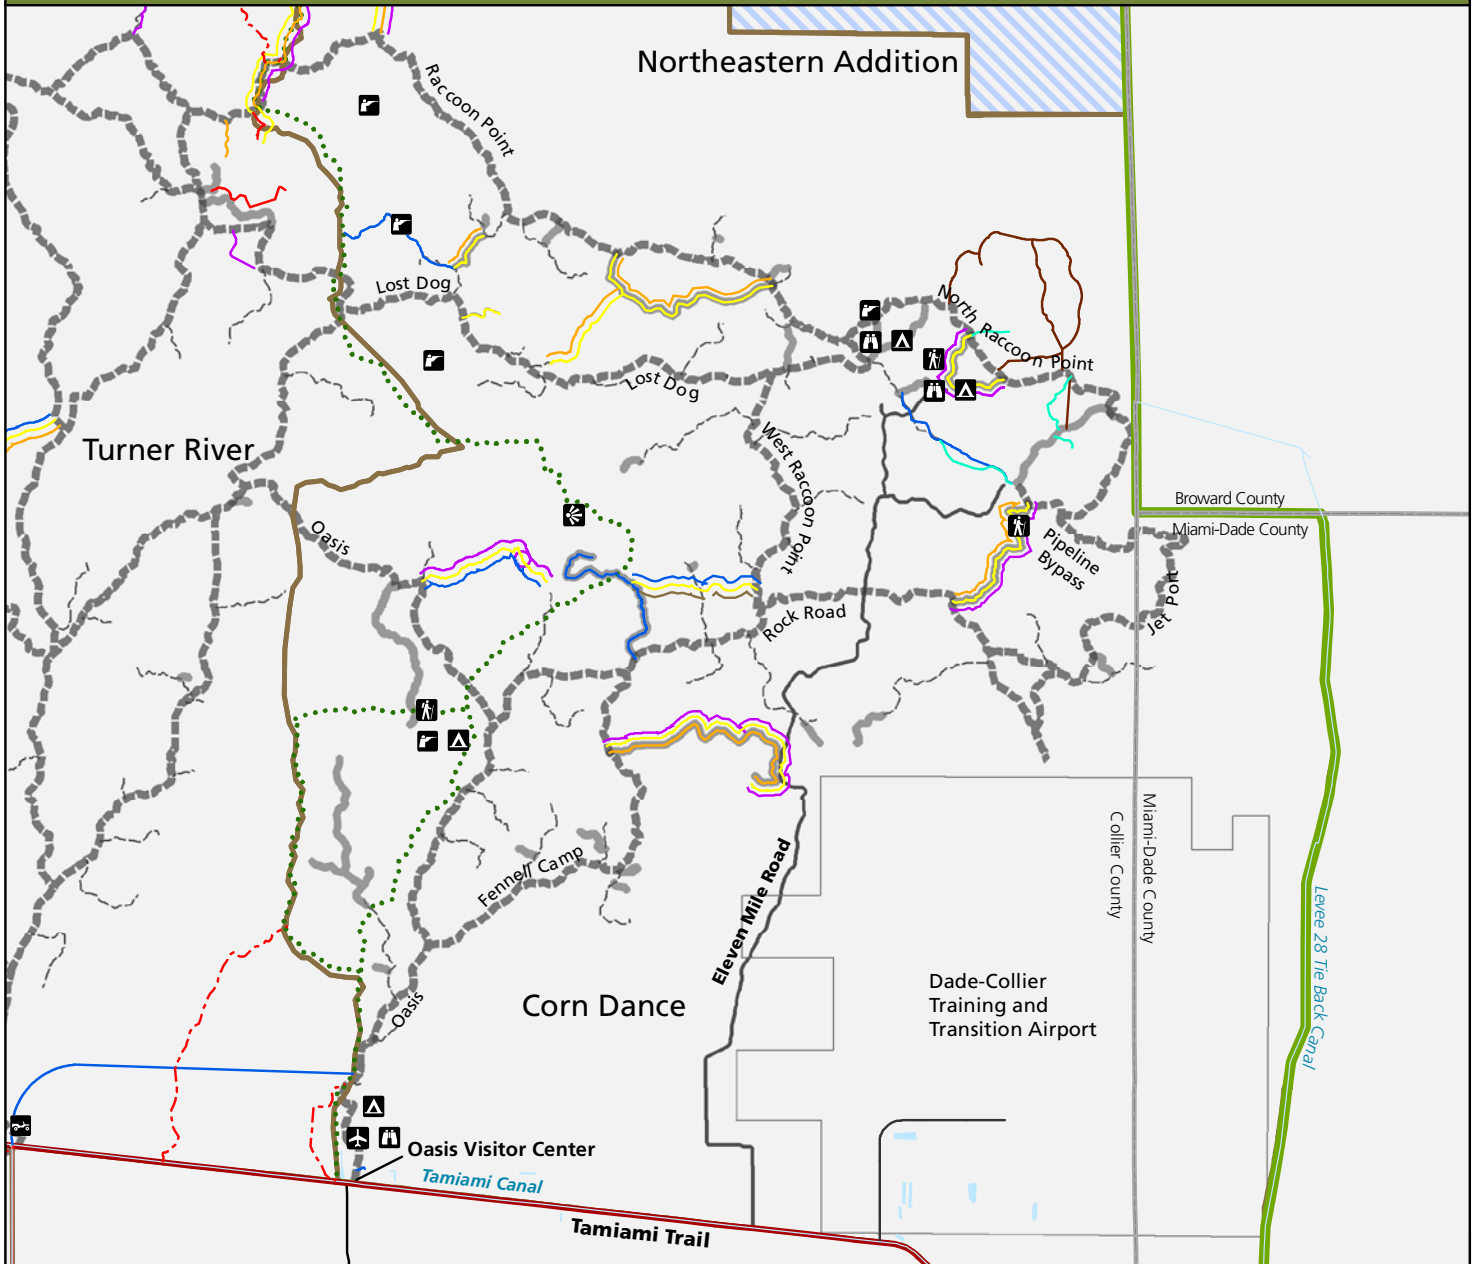 Northeastern Addition
Raccoon Point
Lost Dog
North Raccoon Point
Lost Dog
Turner River
West Raccoon Point
Broward County
Miami-Dade County
Oasis
Pipeline
Bypass
Jet Port
Rock Road
Miami-Dade County
Collier County
Fennell Camp
Eleven Mile Road
Levee 28 Tie Back Canal
Dade-Collier
Training and
Transition Airport
Corn Dance
Oasis
Oasis Visitor Center
Tamiami Canal
Tamiami Trail